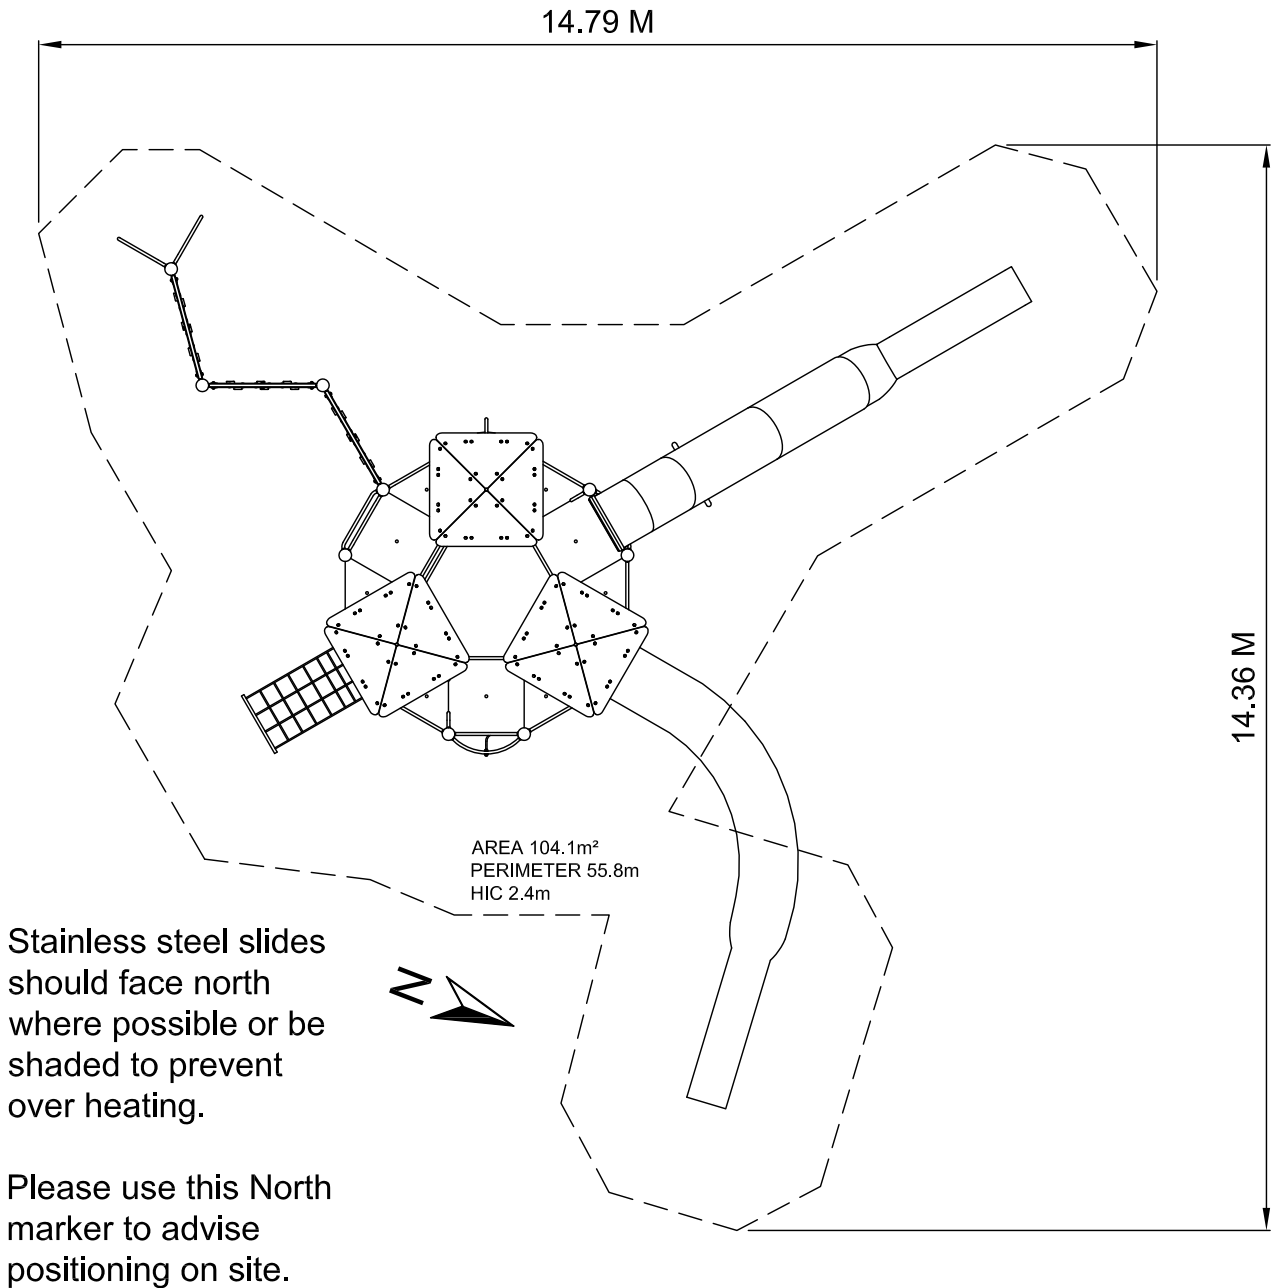 14.79 M
14.36 M
AREA 104.1m²
PERIMETER 55.8m
HIC 2.4m
Stainless steel slides
should face north
where possible or be
shaded to prevent
over heating.
N
Please use this North
marker to advise
positioning on site.